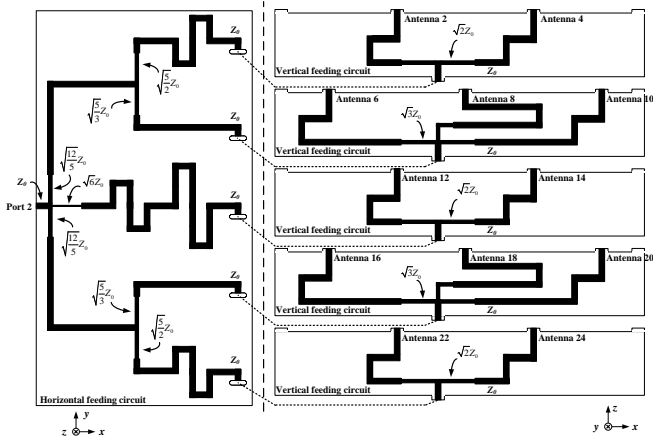 Z₀
√(5/2)Z₀
√(5/3)Z₀
Z₀
√(12/5)Z₀
√6Z₀
Z₀
Port 2
Z₀
√(12/5)Z₀
√(5/3)Z₀
Z₀
√(5/2)Z₀
Z₀
Horizontal feeding circuit
y
z
x
Antenna 2
Antenna 4
√2Z₀
Vertical feeding circuit
Z₀
Antenna 6
Antenna 8
Antenna 10
√3Z₀
Vertical feeding circuit
Z₀
Antenna 12
Antenna 14
√2Z₀
Vertical feeding circuit
Z₀
Antenna 16
Antenna 18
Antenna 20
√3Z₀
Vertical feeding circuit
Z₀
Antenna 22
Antenna 24
√2Z₀
Vertical feeding circuit
Z₀
z
y
x